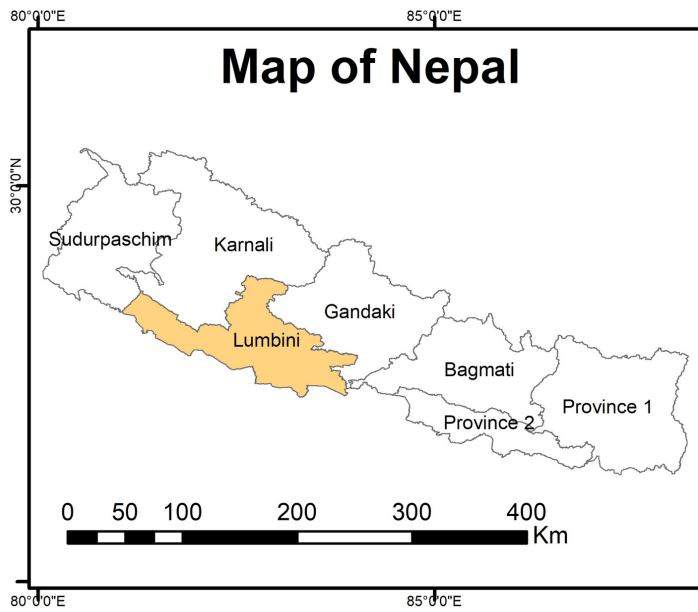 80°0'0"E 85°0'0"E
Map of Nepal
30°0'0"N
Sudurpaschim
Karnali
Gandaki
Lumbini
Bagmati
Province 1
Province 2
0 50 100 200 300 400
Km
80°0'0"E 85°0'0"E